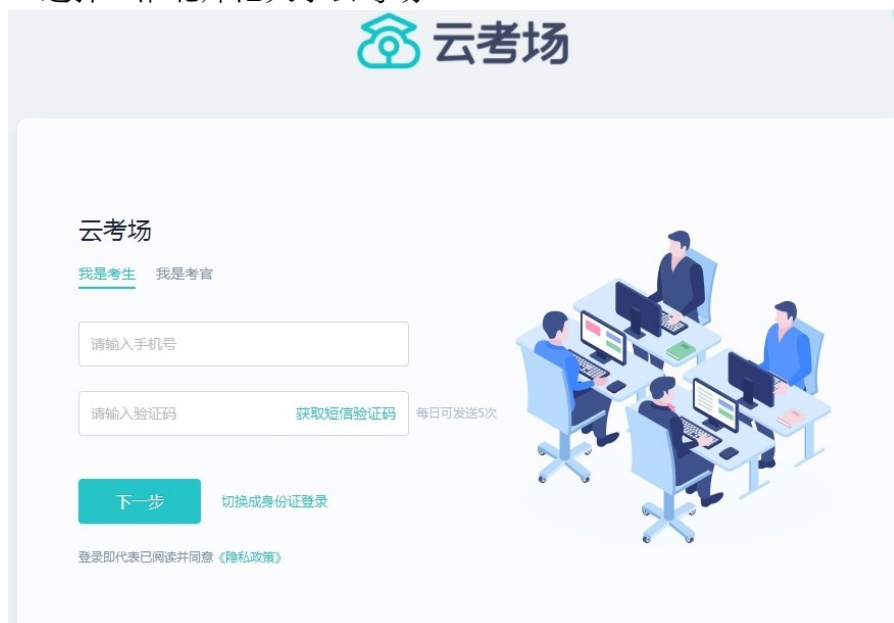 云考场
云考场
我是考生 我是考官
请输入手机号
请输入验证码 获取短信验证码 每日可发送5次
下一步 切换成身份证登录
登录即代表已阅读并同意《隐私政策》